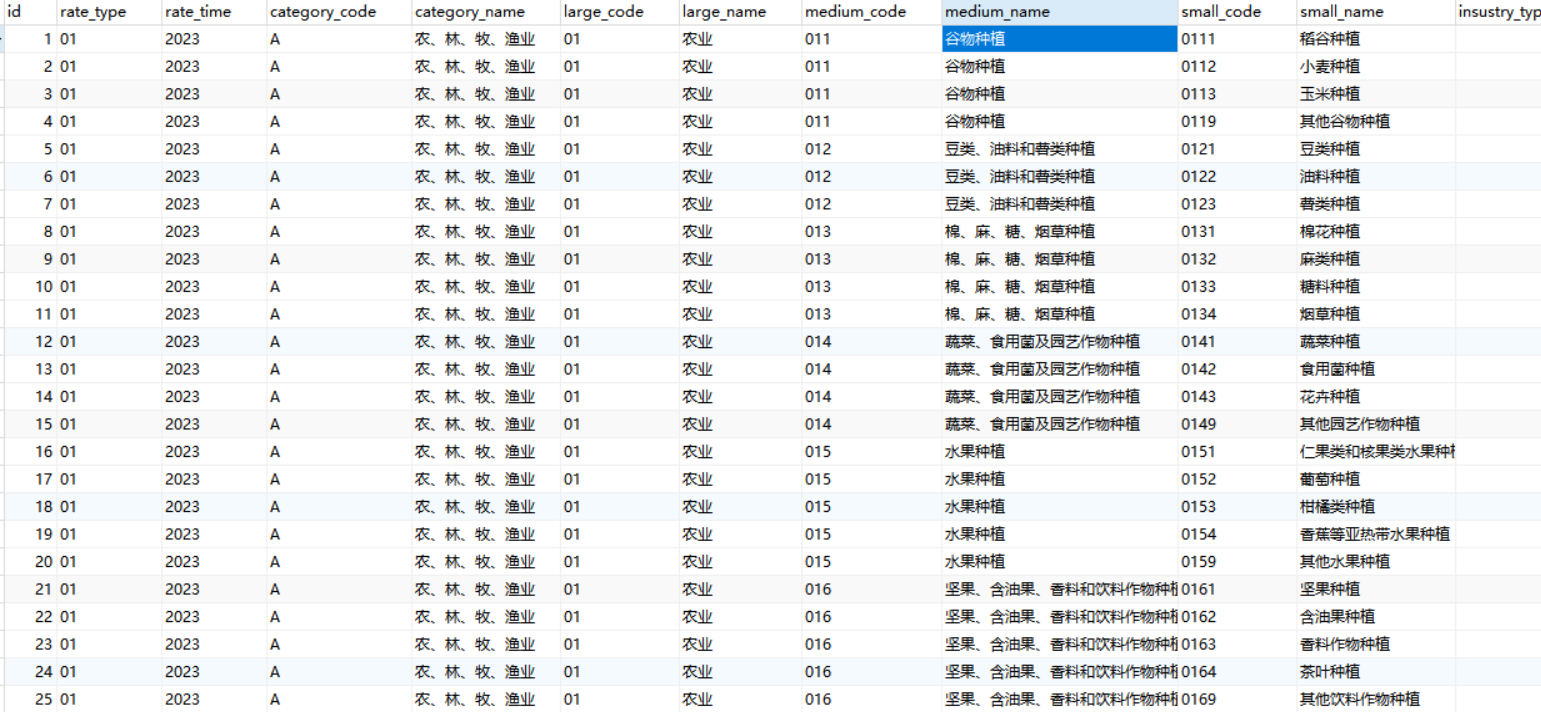 id rate_type rate_time category_code category_name large_code large_name medium_code medium_name small_code small_name insustry_typ
1 01 2023 A 农、林、牧、渔业 01 农业 011 谷物种植 0111 稻谷种植
2 01 2023 A 农、林、牧、渔业 01 农业 011 谷物种植 0112 小麦种植
3 01 2023 A 农、林、牧、渔业 01 农业 011 谷物种植 0113 玉米种植
4 01 2023 A 农、林、牧、渔业 01 农业 011 谷物种植 0119 其他谷物种植
5 01 2023 A 农、林、牧、渔业 01 农业 012 豆类、油料和薯类种植 0121 豆类种植
6 01 2023 A 农、林、牧、渔业 01 农业 012 豆类、油料和薯类种植 0122 油料种植
7 01 2023 A 农、林、牧、渔业 01 农业 012 豆类、油料和薯类种植 0123 薯类种植
8 01 2023 A 农、林、牧、渔业 01 农业 013 棉、麻、糖、烟草种植 0131 棉花种植
9 01 2023 A 农、林、牧、渔业 01 农业 013 棉、麻、糖、烟草种植 0132 麻类种植
10 01 2023 A 农、林、牧、渔业 01 农业 013 棉、麻、糖、烟草种植 0133 糖料种植
11 01 2023 A 农、林、牧、渔业 01 农业 013 棉、麻、糖、烟草种植 0134 烟草种植
12 01 2023 A 农、林、牧、渔业 01 农业 014 蔬菜、食用菌及园艺作物种植 0141 蔬菜种植
13 01 2023 A 农、林、牧、渔业 01 农业 014 蔬菜、食用菌及园艺作物种植 0142 食用菌种植
14 01 2023 A 农、林、牧、渔业 01 农业 014 蔬菜、食用菌及园艺作物种植 0143 花卉种植
15 01 2023 A 农、林、牧、渔业 01 农业 014 蔬菜、食用菌及园艺作物种植 0149 其他园艺作物种植
16 01 2023 A 农、林、牧、渔业 01 农业 015 水果种植 0151 仁果类和核果类水果种
17 01 2023 A 农、林、牧、渔业 01 农业 015 水果种植 0152 葡萄种植
18 01 2023 A 农、林、牧、渔业 01 农业 015 水果种植 0153 柑橘类种植
19 01 2023 A 农、林、牧、渔业 01 农业 015 水果种植 0154 香蕉等亚热带水果种植
20 01 2023 A 农、林、牧、渔业 01 农业 015 水果种植 0159 其他水果种植
21 01 2023 A 农、林、牧、渔业 01 农业 016 坚果、含油果、香料和饮料作物种 0161 坚果种植
22 01 2023 A 农、林、牧、渔业 01 农业 016 坚果、含油果、香料和饮料作物种 0162 含油果种植
23 01 2023 A 农、林、牧、渔业 01 农业 016 坚果、含油果、香料和饮料作物种 0163 香料作物种植
24 01 2023 A 农、林、牧、渔业 01 农业 016 坚果、含油果、香料和饮料作物种 0164 茶叶种植
25 01 2023 A 农、林、牧、渔业 01 农业 016 坚果、含油果、香料和饮料作物种 0169 其他饮料作物种植